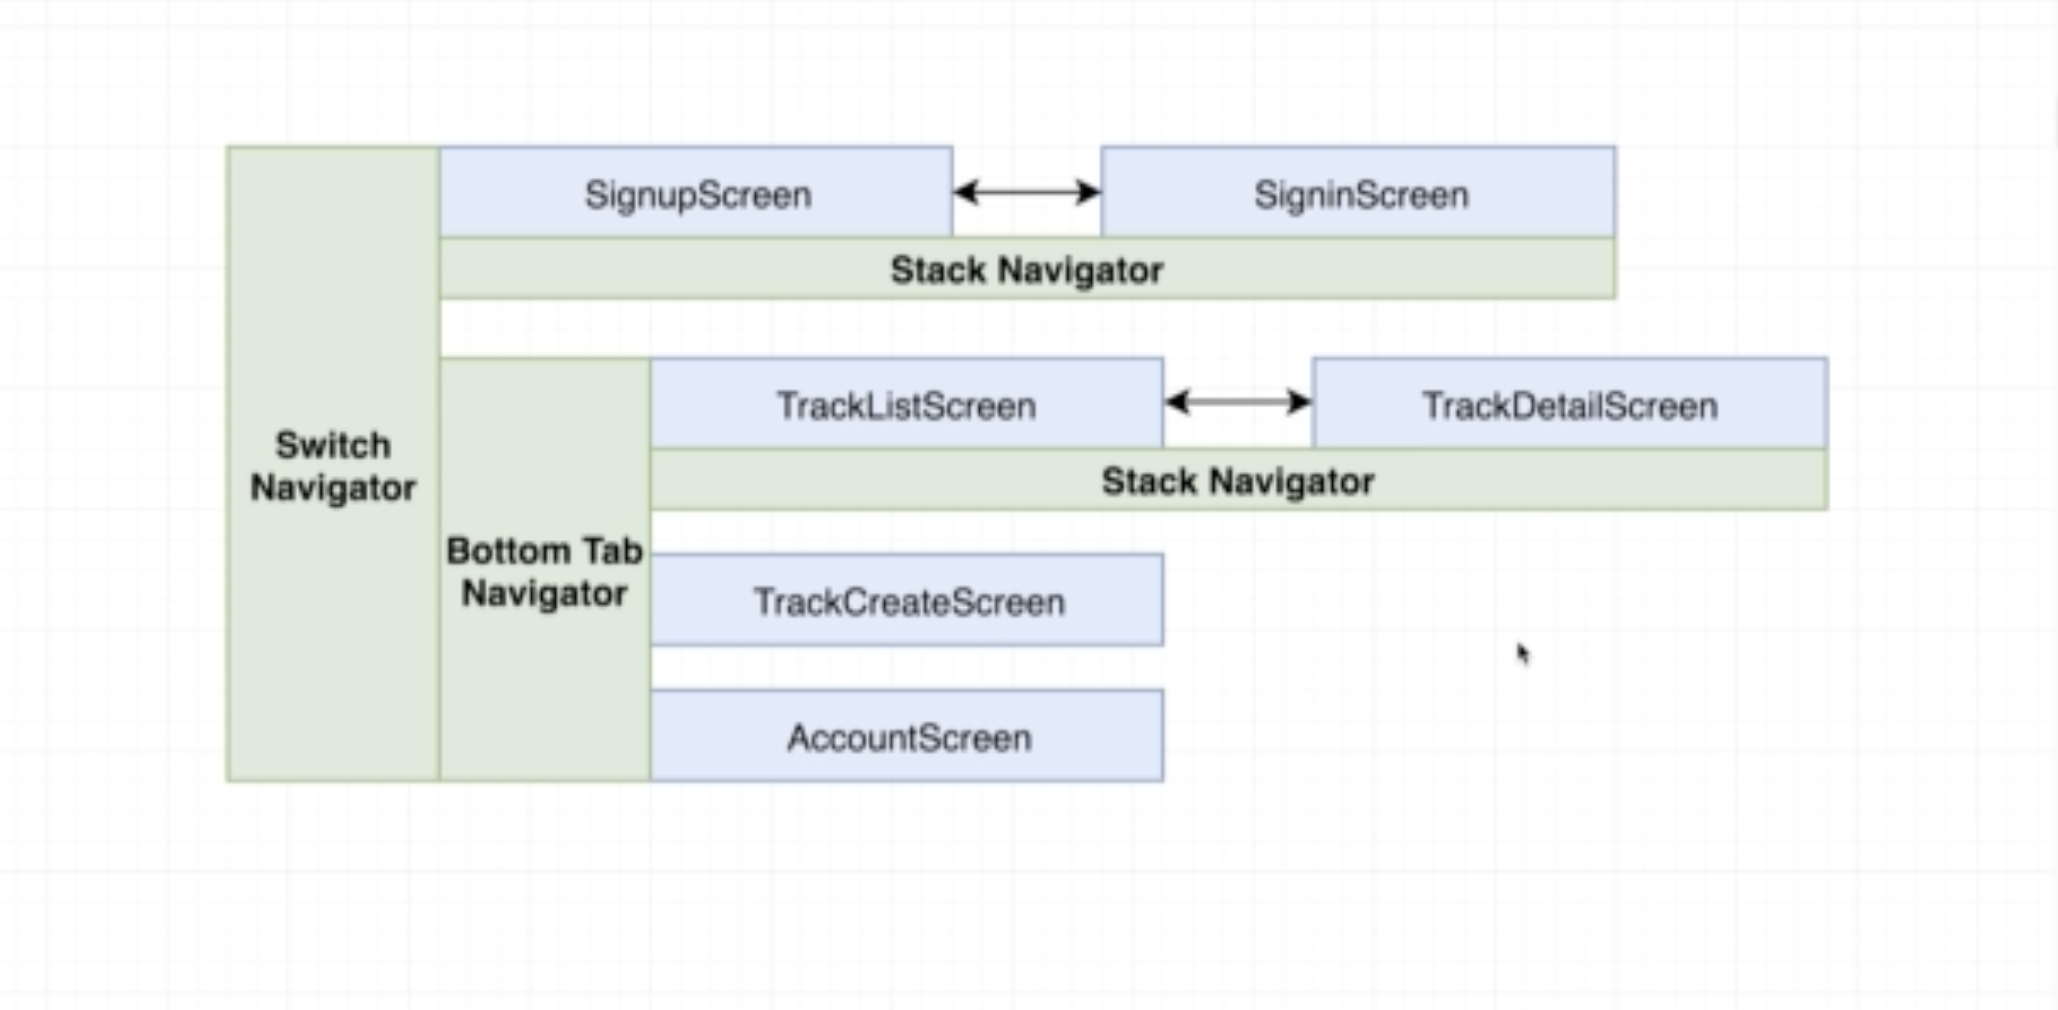 SignupScreen
SigninScreen
Stack Navigator
Switch
Navigator
TrackListScreen
TrackDetailScreen
Stack Navigator
Bottom Tab
Navigator
TrackCreateScreen
AccountScreen